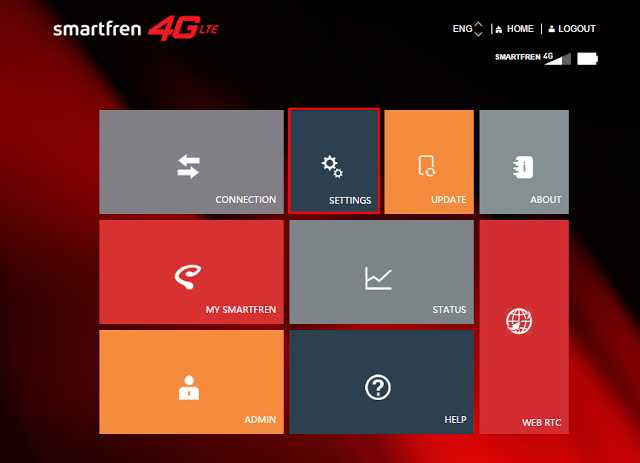 smartfren 4G LTE
ENG | HOME | LOGOUT
SMARTFREN 4G
CONNECTION
SETTINGS
UPDATE
ABOUT
MY SMARTFREN
STATUS
WEB RTC
ADMIN
HELP